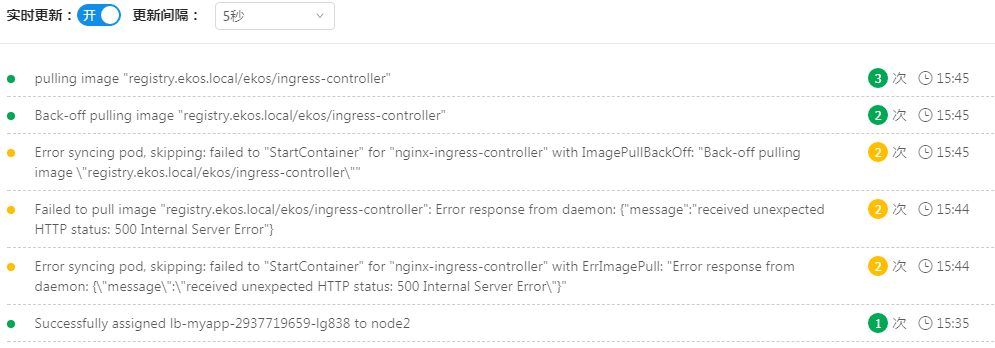 实时更新：开 更新间隔： 5秒
pulling image "registry.ekos.local/ekos/ingress-controller" 3 次 15:45
Back-off pulling image "registry.ekos.local/ekos/ingress-controller" 2 次 15:45
Error syncing pod, skipping: failed to "StartContainer" for "nginx-ingress-controller" with ImagePullBackOff: "Back-off pulling 2 次 15:45
image \"registry.ekos.local/ekos/ingress-controller\""
Failed to pull image "registry.ekos.local/ekos/ingress-controller": Error response from daemon: {"message":"received unexpected 2 次 15:44
HTTP status: 500 Internal Server Error"}
Error syncing pod, skipping: failed to "StartContainer" for "nginx-ingress-controller" with ErrImagePull: "Error response from 2 次 15:44
daemon: {\"message\":\"received unexpected HTTP status: 500 Internal Server Error\"}"
Successfully assigned lb-myapp-2937719659-lg838 to node2 1 次 15:35